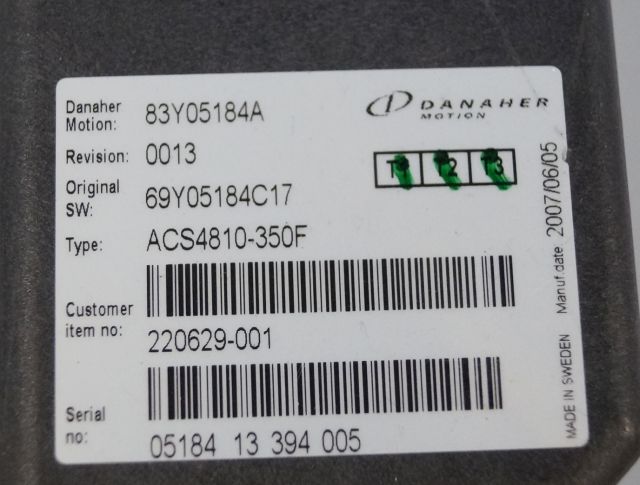 Danaher Motion: 83Y05184A
DANAHER
MOTION
Revision: 0013
T1 T2 T3
Original SW: 69Y05184C17
Type: ACS4810-350F
Customer item no: 220629-001
Serial no: 05184 13 394 005
MADE IN SWEDEN Manuf.date 2007/06/05